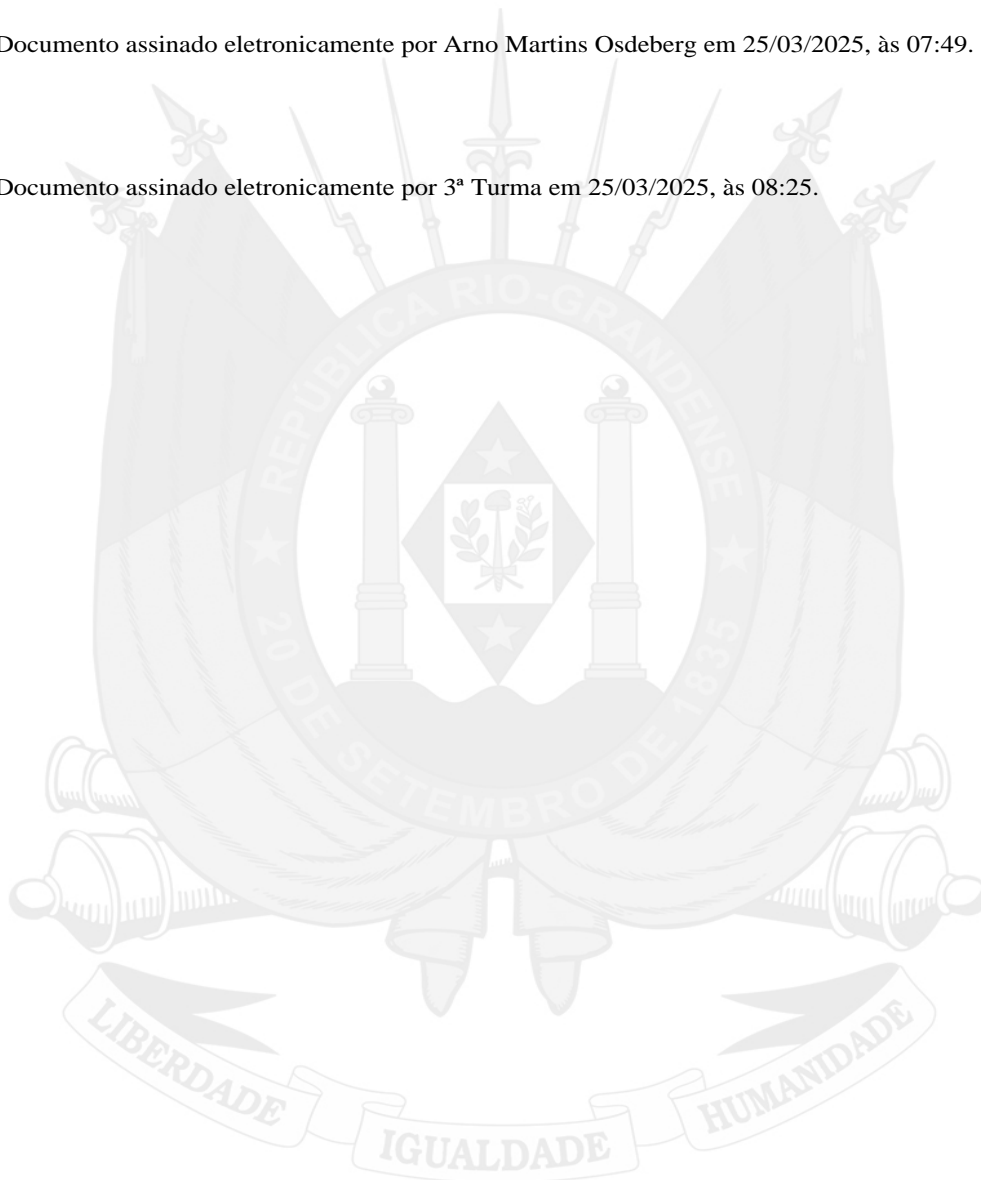 Documento assinado eletronicamente por Arno Martins Osdeberg em 25/03/2025, às 07:49.
Documento assinado eletronicamente por 3ª Turma em 25/03/2025, às 08:25.
REPÚBLICA RIO-GRANDENSE
20 DE SETEMBRO DE 1835
LIBERDADE
IGUALDADE
HUMANIDADE